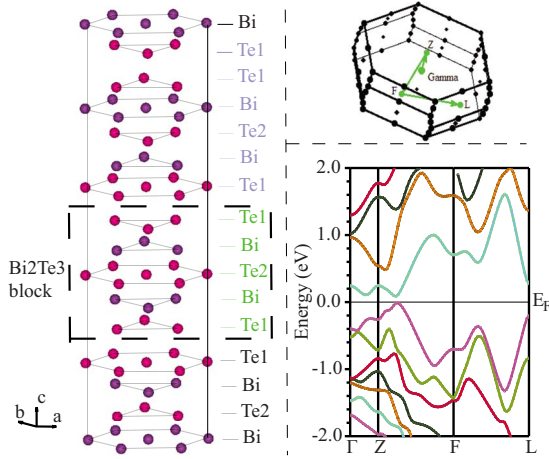 Bi
Te1
Te1
Bi
Te2
Bi
Te1
Te1
Bi
Te2
Bi
Te1
Te1
Bi
Te2
Bi
Bi2Te3
block
c
b
a
Z
Gamma
F
L
2.0
1.0
0.0
-1.0
-2.0
Energy (eV)
E_F
Γ
Z
F
L